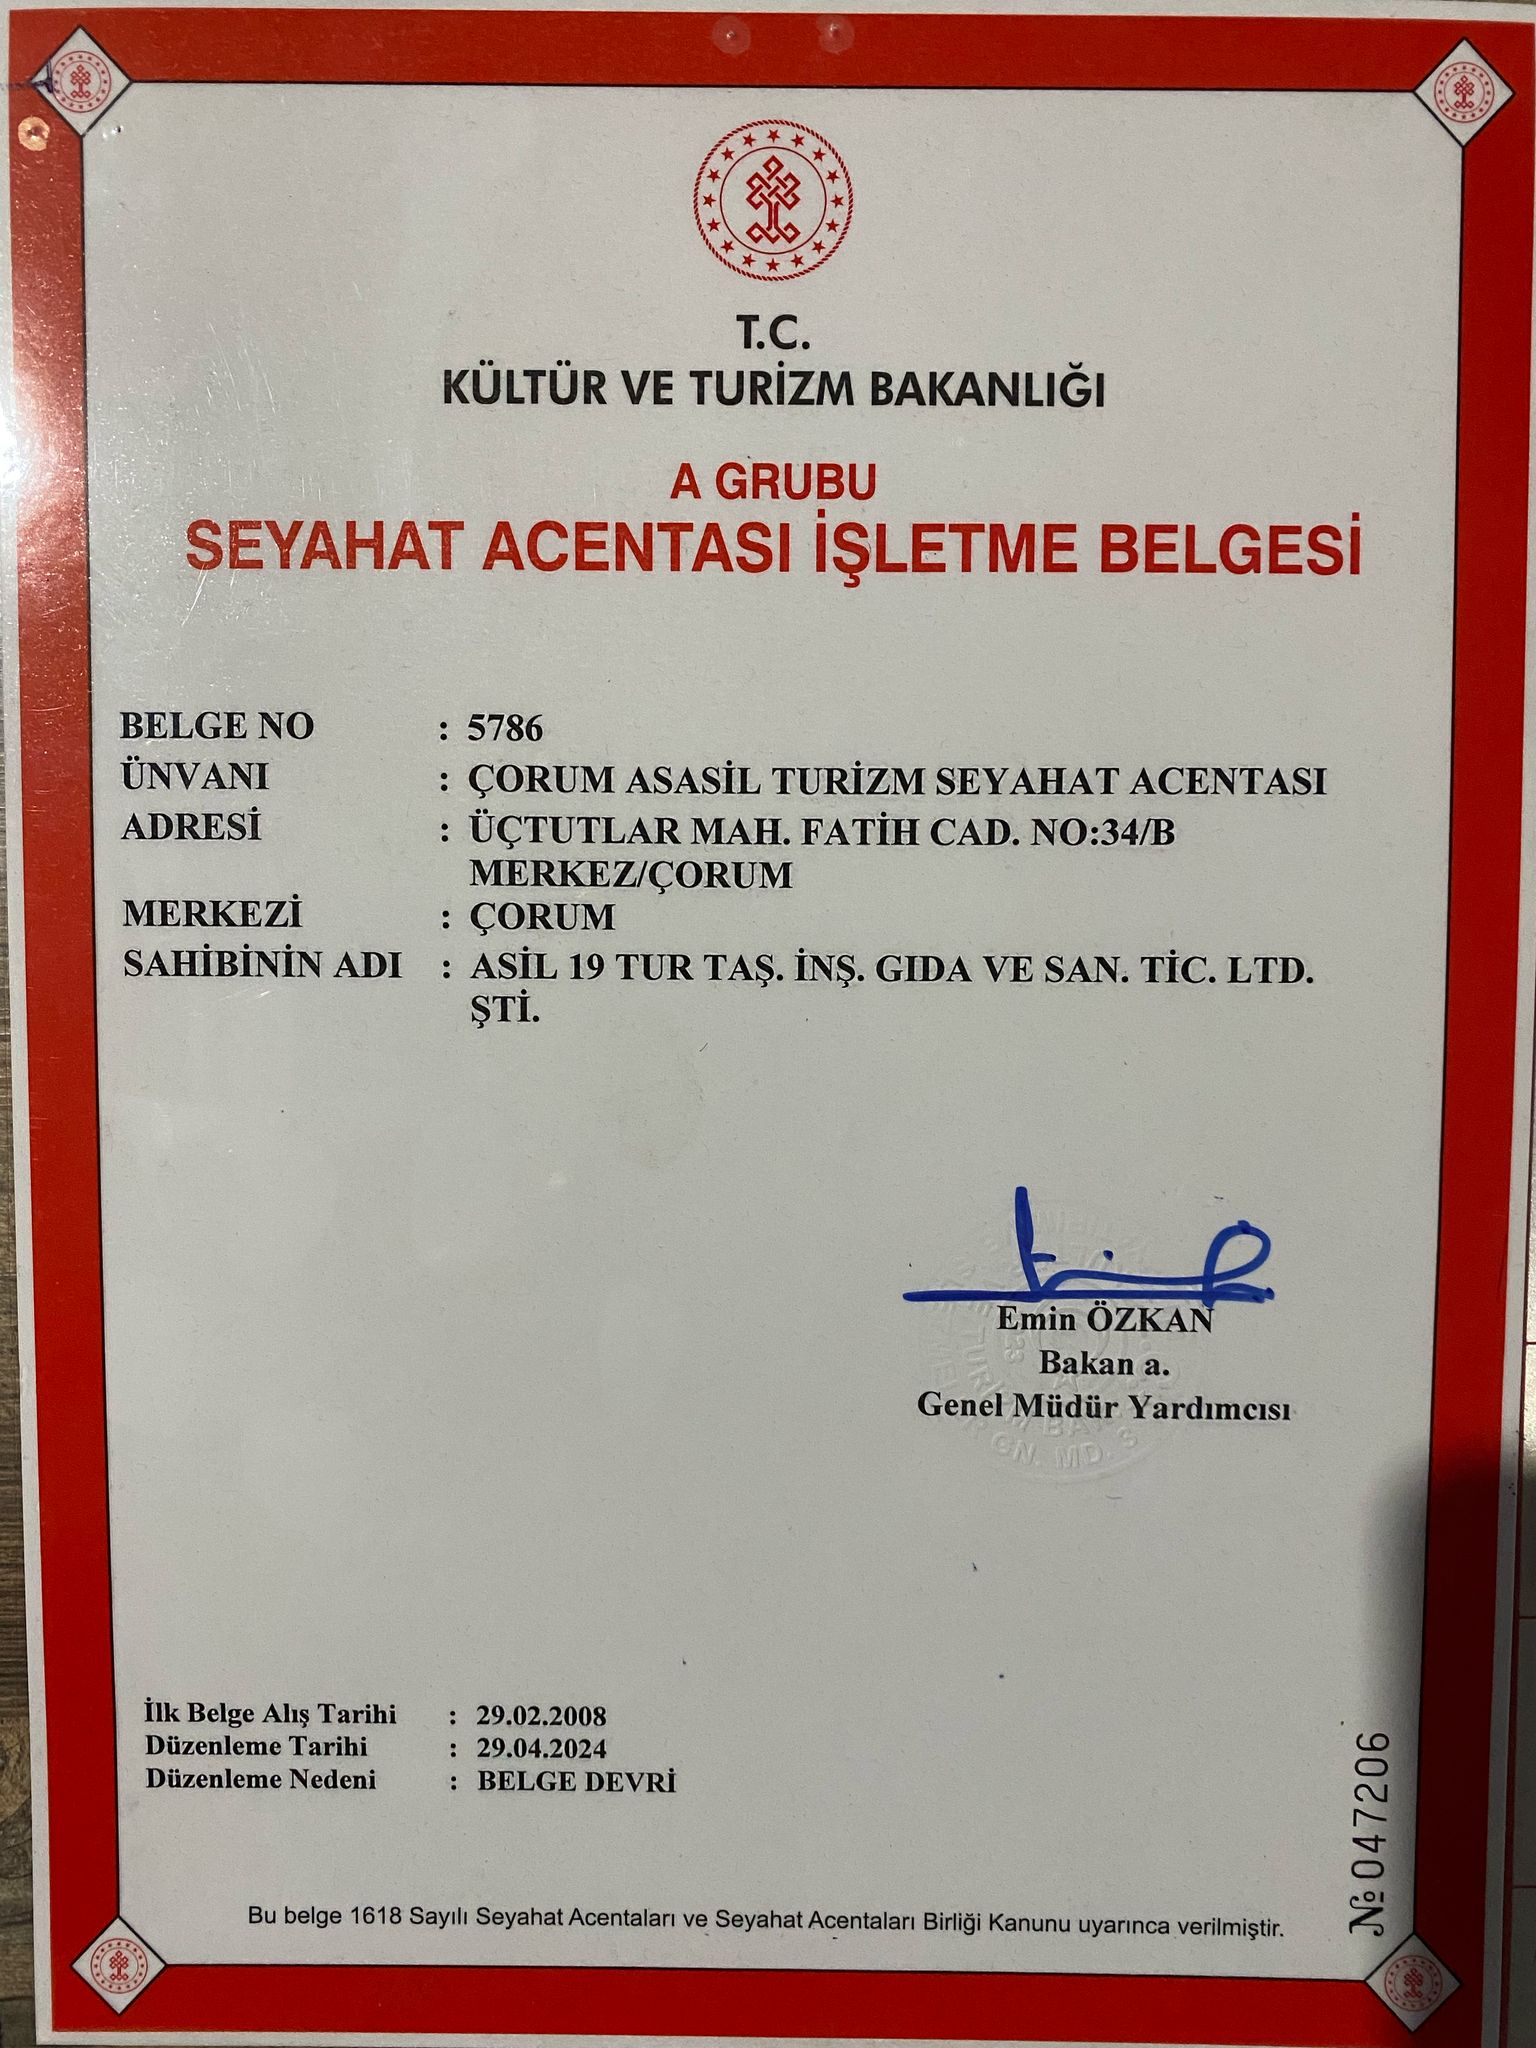 T.C.
KÜLTÜR VE TURİZM BAKANLIĞI
A GRUBU
SEYAHAT ACENTASI İŞLETME BELGESİ
BELGE NO : 5786
ÜNVANI : ÇORUM ASASİL TURİZM SEYAHAT ACENTASI
ADRESİ : ÜÇTUTLAR MAH. FATİH CAD. NO:34/B
MERKEZ/ÇORUM
MERKEZİ : ÇORUM
SAHİBİNİN ADI : ASİL 19 TUR TAŞ. İNŞ. GIDA VE SAN. TİC. LTD.
ŞTİ.
Emin ÖZKAN
Bakan a.
Genel Müdür Yardımcısı
GN. MD.
İlk Belge Alış Tarihi : 29.02.2008
Düzenleme Tarihi : 29.04.2024
Düzenleme Nedeni : BELGE DEVRİ
№ 047206
Bu belge 1618 Sayılı Seyahat Acentaları ve Seyahat Acentaları Birliği Kanunu uyarınca verilmiştir.